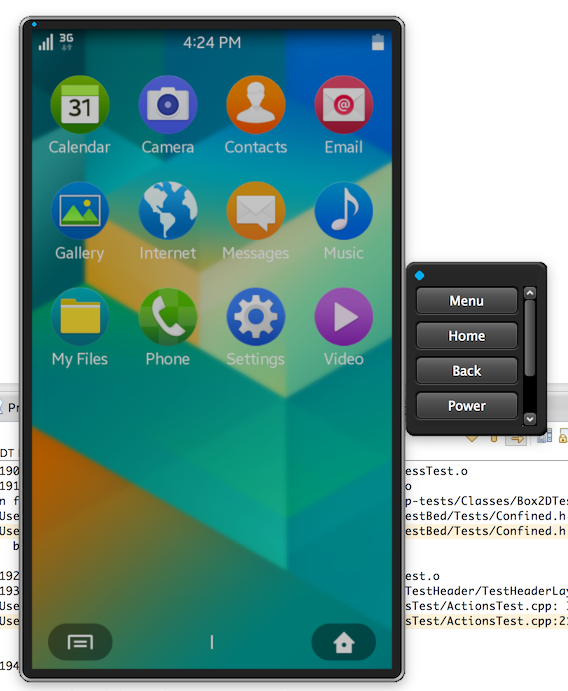 3G
4:24 PM
31
Calendar
Camera
Contacts
@
Email
Gallery
Internet
Messages
Music
My Files
Phone
Settings
Video
Menu
Home
Back
Power
DT
190
essTest.o
191
o
n f
p-tests/Classes/Box2DTes
Use
estBed/Tests/Confined.h
Use
estBed/Tests/Confined.h
b
192
est.o
193
TestHeader/TestHeaderLay
Use
sTest/ActionsTest.cpp:
Use
sTest/ActionsTest.cpp:2
194